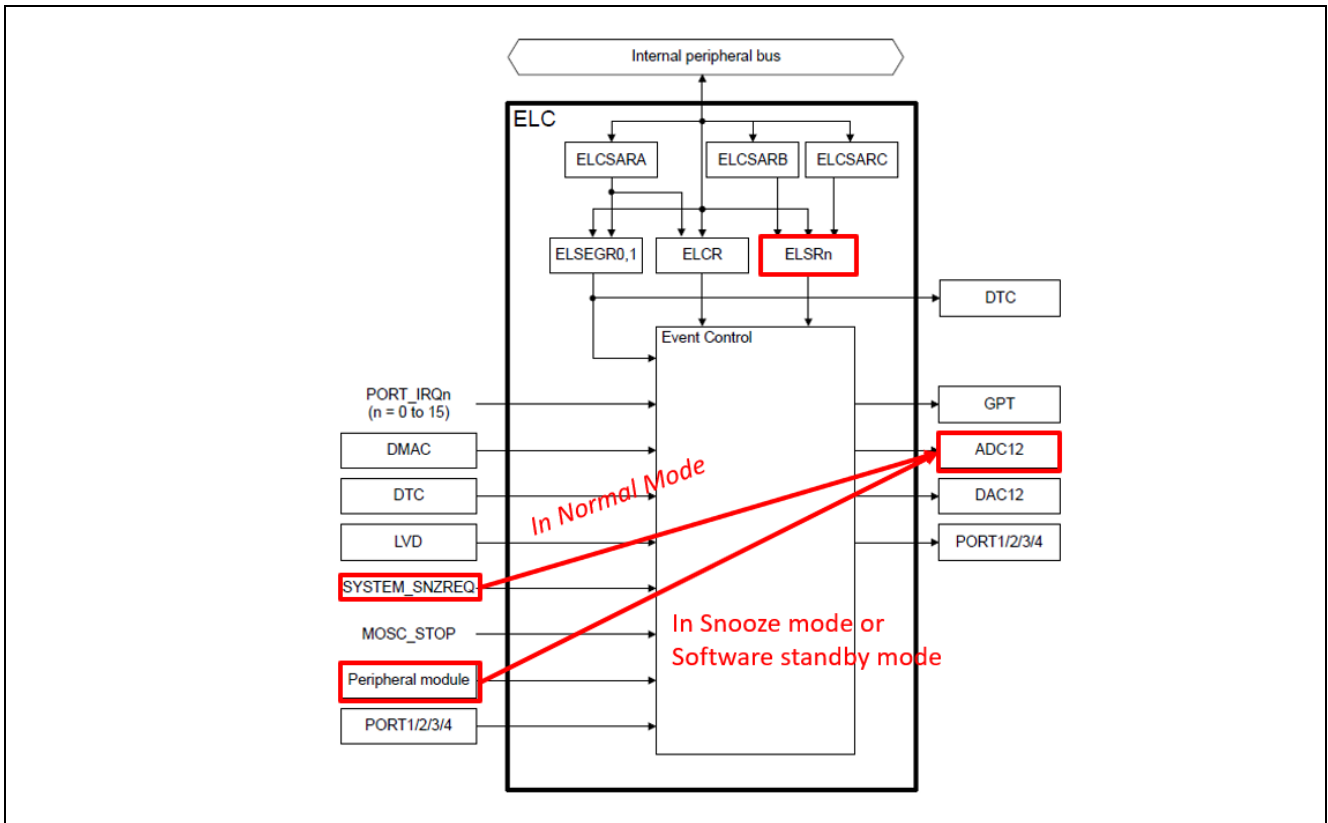 Internal peripheral bus
ELC
ELCSARA
ELCSARB
ELCSARC
ELSEGR0,1
ELCR
ELSRn
DTC
Event Control
PORT_IRQn
(n = 0 to 15)
GPT
DMAC
ADC12
In Normal Mode
DTC
DAC12
LVD
PORT1/2/3/4
SYSTEM_SNZREQ
In Snooze mode or
Software standby mode
MOSC_STOP
Peripheral module
PORT1/2/3/4